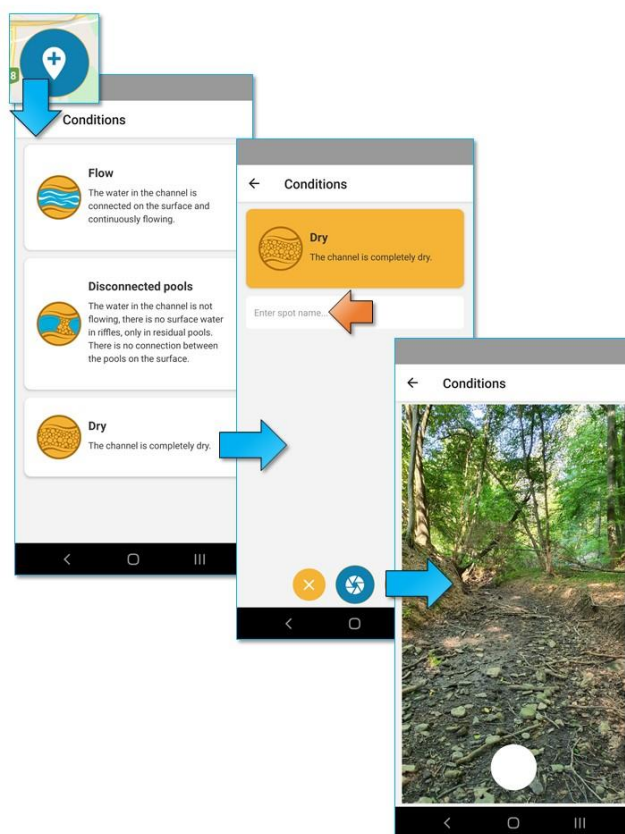 8
Conditions
Flow
The water in the channel is
connected on the surface and
continuously flowing.
Disconnected pools
The water in the channel is not
flowing, there is no surface water
in riffles, only in residual pools.
There is no connection between
the pools on the surface.
Dry
The channel is completely dry.
Conditions
Dry
The channel is completely dry.
Enter spot name...
Conditions